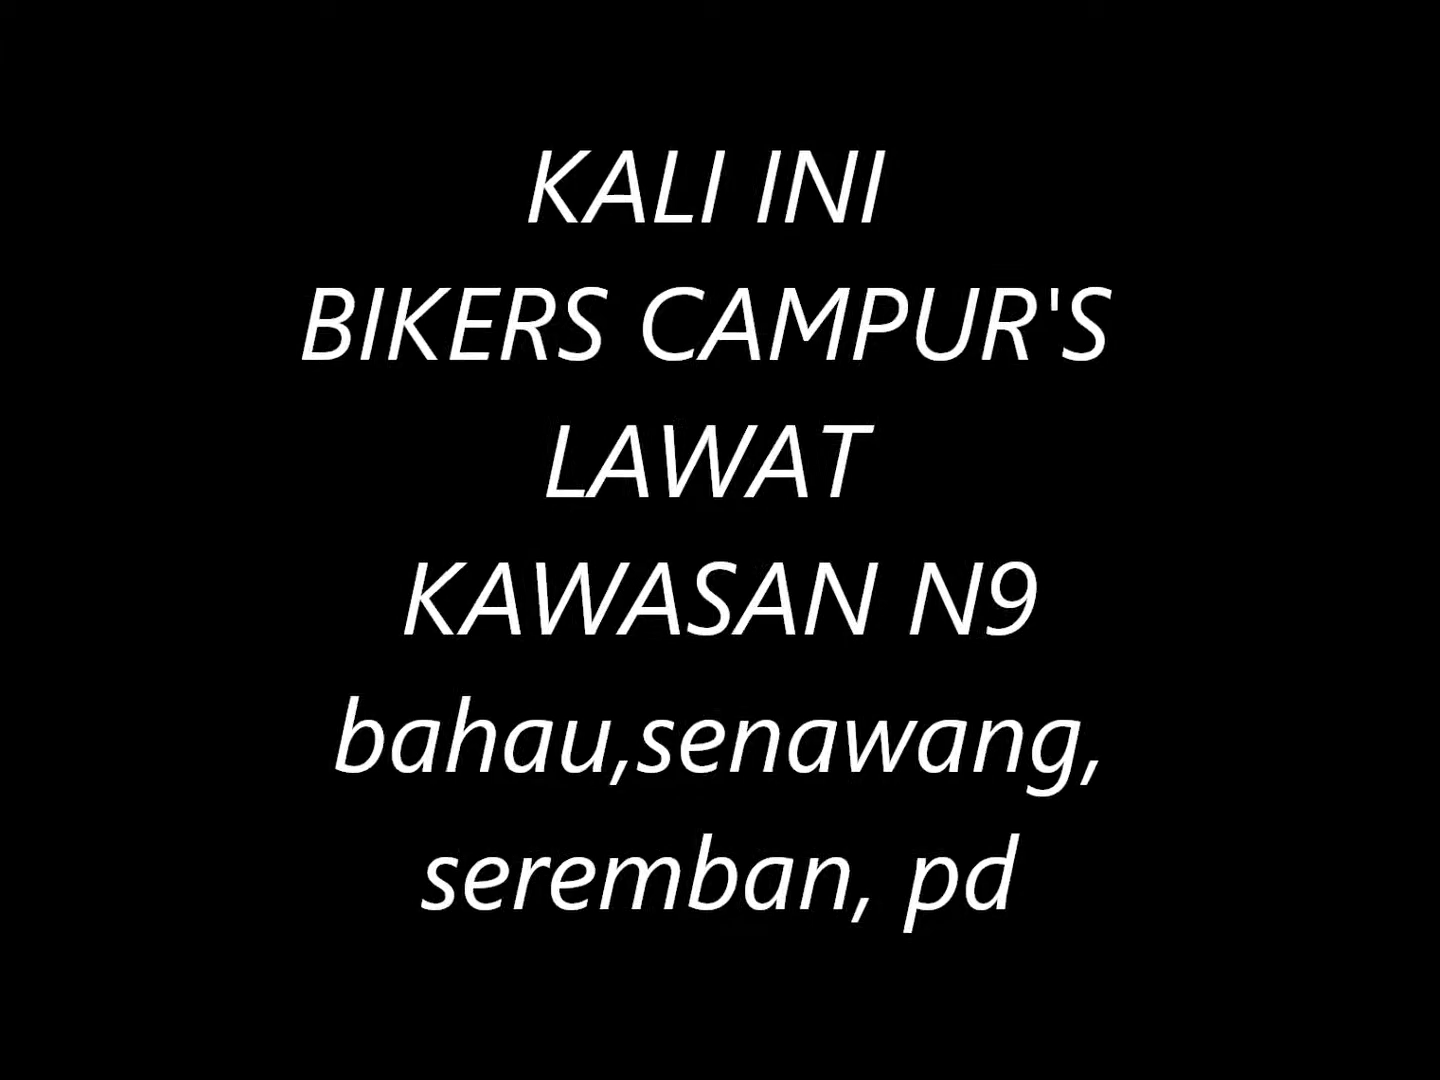 KALI INI
BIKERS CAMPUR'S
LAWAT
KAWASAN N9
bahau,senawang,
seremban, pd